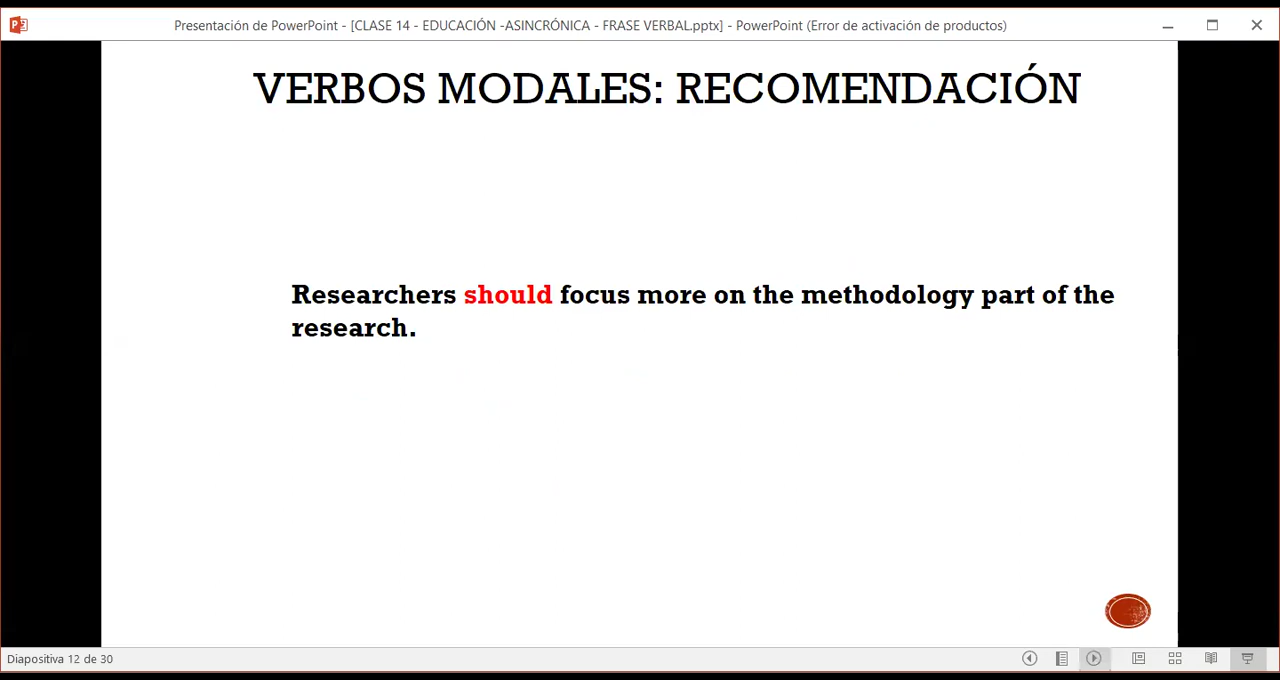 Presentación de PowerPoint - [CLASE 14 - EDUCACIÓN -ASINCRÓNICA - FRASE VERBAL.pptx] - PowerPoint (Error de activación de productos)
VERBOS MODALES: RECOMENDACIÓN
Researchers should focus more on the methodology part of the
research.
Diapositiva 12 de 30